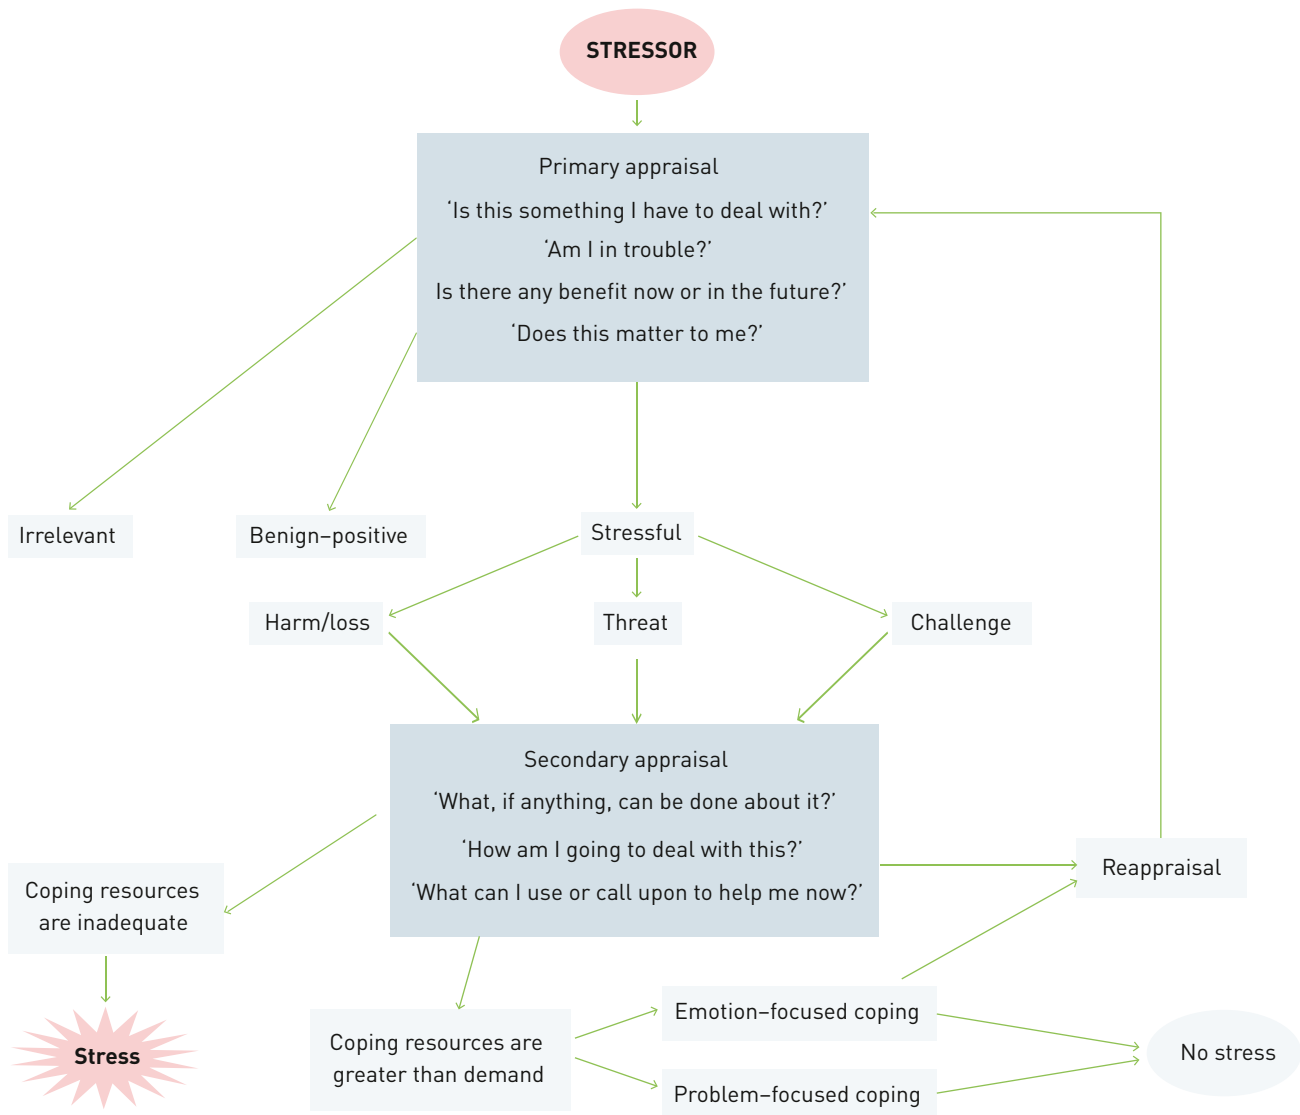 STRESSOR
Primary appraisal
‘Is this something I have to deal with?’
‘Am I in trouble?’
Is there any benefit now or in the future?’
‘Does this matter to me?’
Irrelevant
Benign–positive
Stressful
Harm/loss
Threat
Challenge
Secondary appraisal
‘What, if anything, can be done about it?’
‘How am I going to deal with this?’
‘What can I use or call upon to help me now?’
Reappraisal
Coping resources
are inadequate
Stress
Coping resources are
greater than demand
Emotion–focused coping
Problem–focused coping
No stress